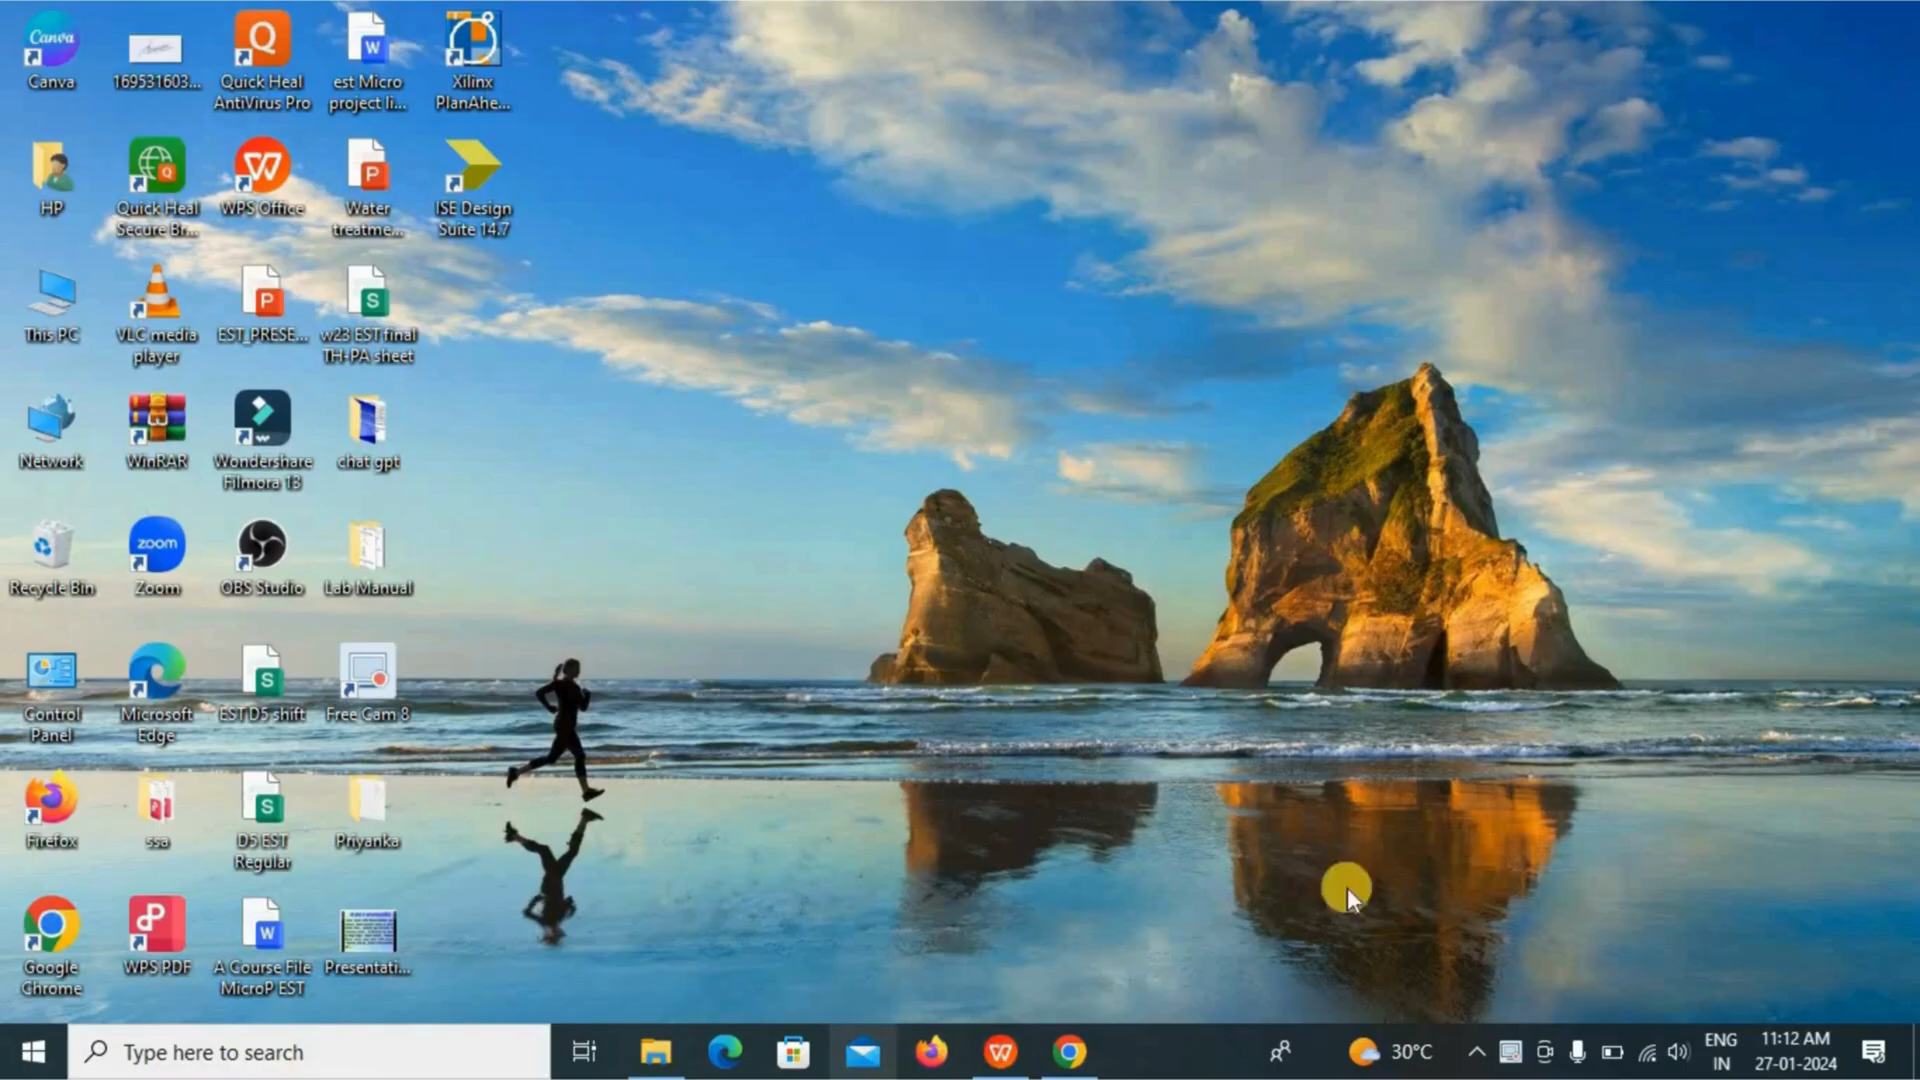 Canva
169531603...
Quick Heal
AntiVirus Pro
est Micro
project li...
Xilinx
PlanAhe...
HP
Quick Heal
Secure Br...
WPS Office
Water
treatme...
ISE Design
Suite 14.7
This PC
VLC media
player
EST_PRESE...
w23 EST final
TH-PA sheet
Network
WinRAR
Wondershare
Filmora 13
chat gpt
Recycle Bin
zoom
Zoom
OBS Studio
Lab Manual
Control
Panel
Microsoft
Edge
EST D5 shift
Free Cam 8
Firefox
ssa
D5 EST
Regular
Priyanka
Google
Chrome
WPS PDF
A Course File
MicroP EST
Presentati...
Type here to search
30°C
ENG
IN
11:12 AM
27-01-2024